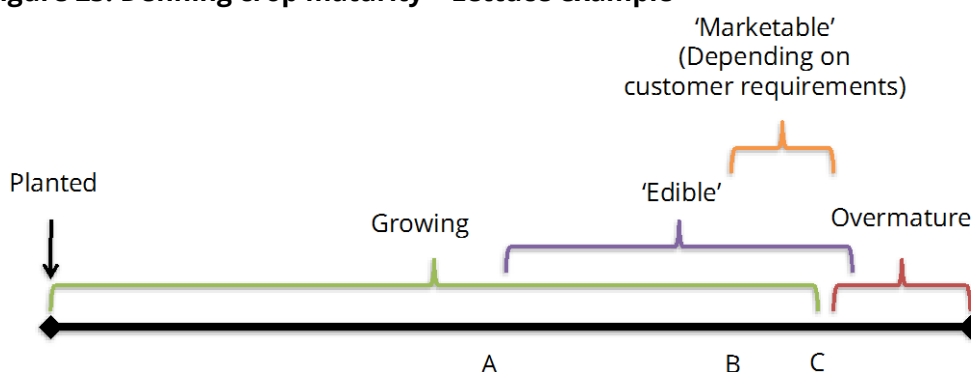 ‘Marketable’
(Depending on
customer requirements)
Planted
‘Edible’
Growing
Overmature
A B C